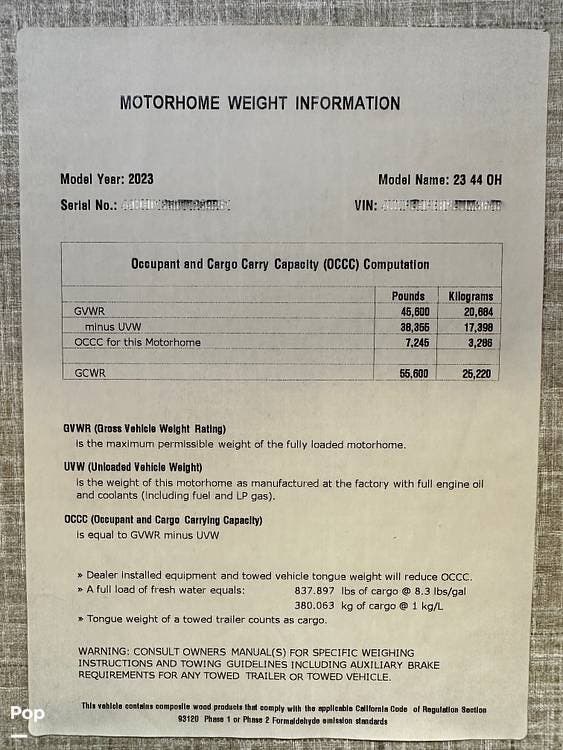 MOTORHOME WEIGHT INFORMATION
Model Year: 2023 Model Name: 23 44 OH
Serial No.: VIN:
Occupant and Cargo Carry Capacity (OCCC) Computation
Pounds Kilograms
GVWR 45,600 20,684
minus UVW 38,355 17,398
OCCC for this Motorhome 7,245 3,286
GCWR 55,600 25,220
GVWR (Gross Vehicle Weight Rating)
is the maximum permissible weight of the fully loaded motorhome.
UVW (Unloaded Vehicle Weight)
is the weight of this motorhome as manufactured at the factory with full engine oil
and coolants (including fuel and LP gas).
OCCC (Occupant and Cargo Carrying Capacity)
is equal to GVWR minus UVW
» Dealer installed equipment and towed vehicle tongue weight will reduce OCCC.
» A full load of fresh water equals: 837.897 lbs of cargo @ 8.3 lbs/gal
380.063 kg of cargo @ 1 kg/L
» Tongue weight of a towed trailer counts as cargo.
WARNING: CONSULT OWNERS MANUAL(S) FOR SPECIFIC WEIGHING
INSTRUCTIONS AND TOWING GUIDELINES INCLUDING AUXILIARY BRAKE
REQUIREMENTS FOR ANY TOWED TRAILER OR TOWED VEHICLE.
This vehicle contains composite wood products that comply with the applicable California Code of Regulation Section
93120 Phase 1 or Phase 2 Formaldehyde emission standards
Pop